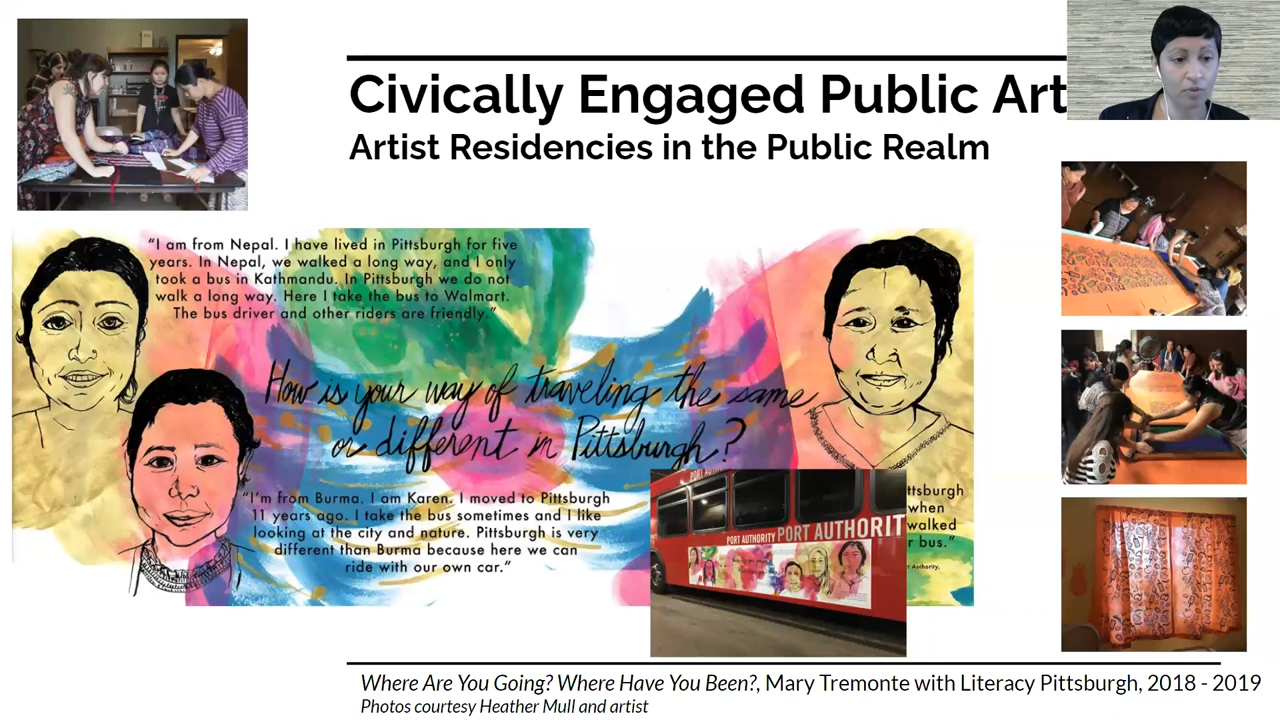 Civically Engaged Public Art
Artist Residencies in the Public Realm
“I am from Nepal. I have lived in Pittsburgh for five
years. In Nepal, we walked a long way, and I only
took a bus in Kathmandu. In Pittsburgh we do not
walk a long way. Here I take the bus to Walmart.
The bus driver and other riders are friendly.”
How is your way of traveling the same
or different in Pittsburgh?
“I’m from Burma. I am Karen. I moved to Pittsburgh
11 years ago. I take the bus sometimes and I like
looking at the city and nature. Pittsburgh is very
different than Burma because here we can
ride with our own car.”
when
walked
bus.”
Authority.
PORT AUTHORITY
PORT AUTHORIT
Where Are You Going? Where Have You Been?, Mary Tremonte with Literacy Pittsburgh, 2018 - 2019
Photos courtesy Heather Mull and artist